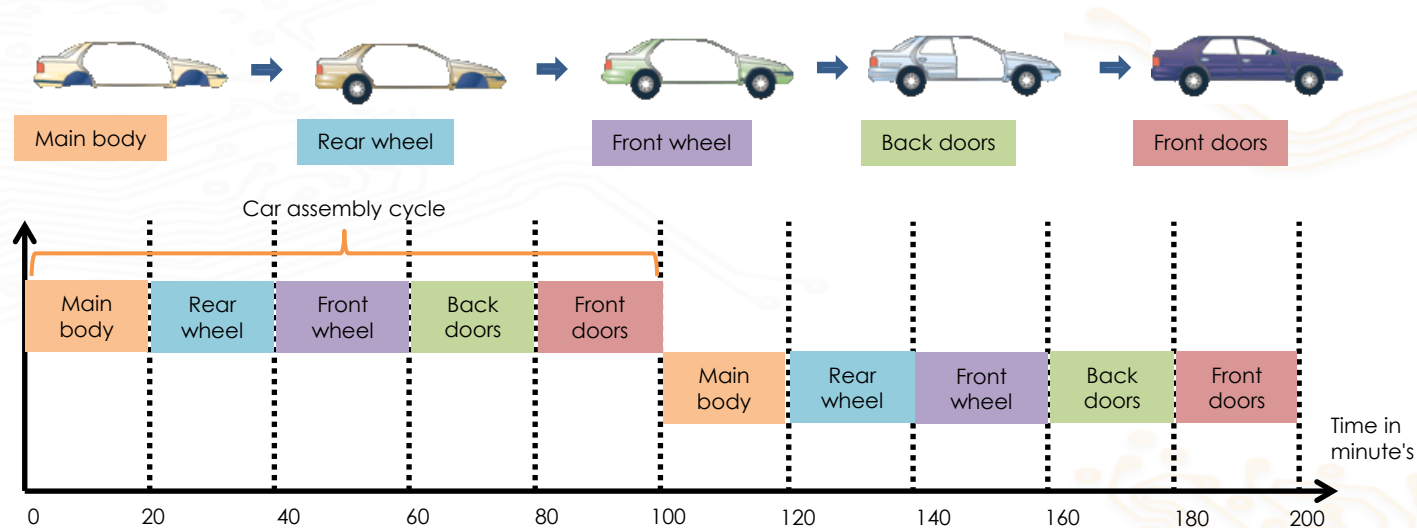 Main body
Rear wheel
Front wheel
Back doors
Front doors
Car assembly cycle
Main
body
Rear
wheel
Front
wheel
Back
doors
Front
doors
Main
body
Rear
wheel
Front
wheel
Back
doors
Front
doors
Time in
minute's
0 20 40 60 80 100 120 140 160 180 200